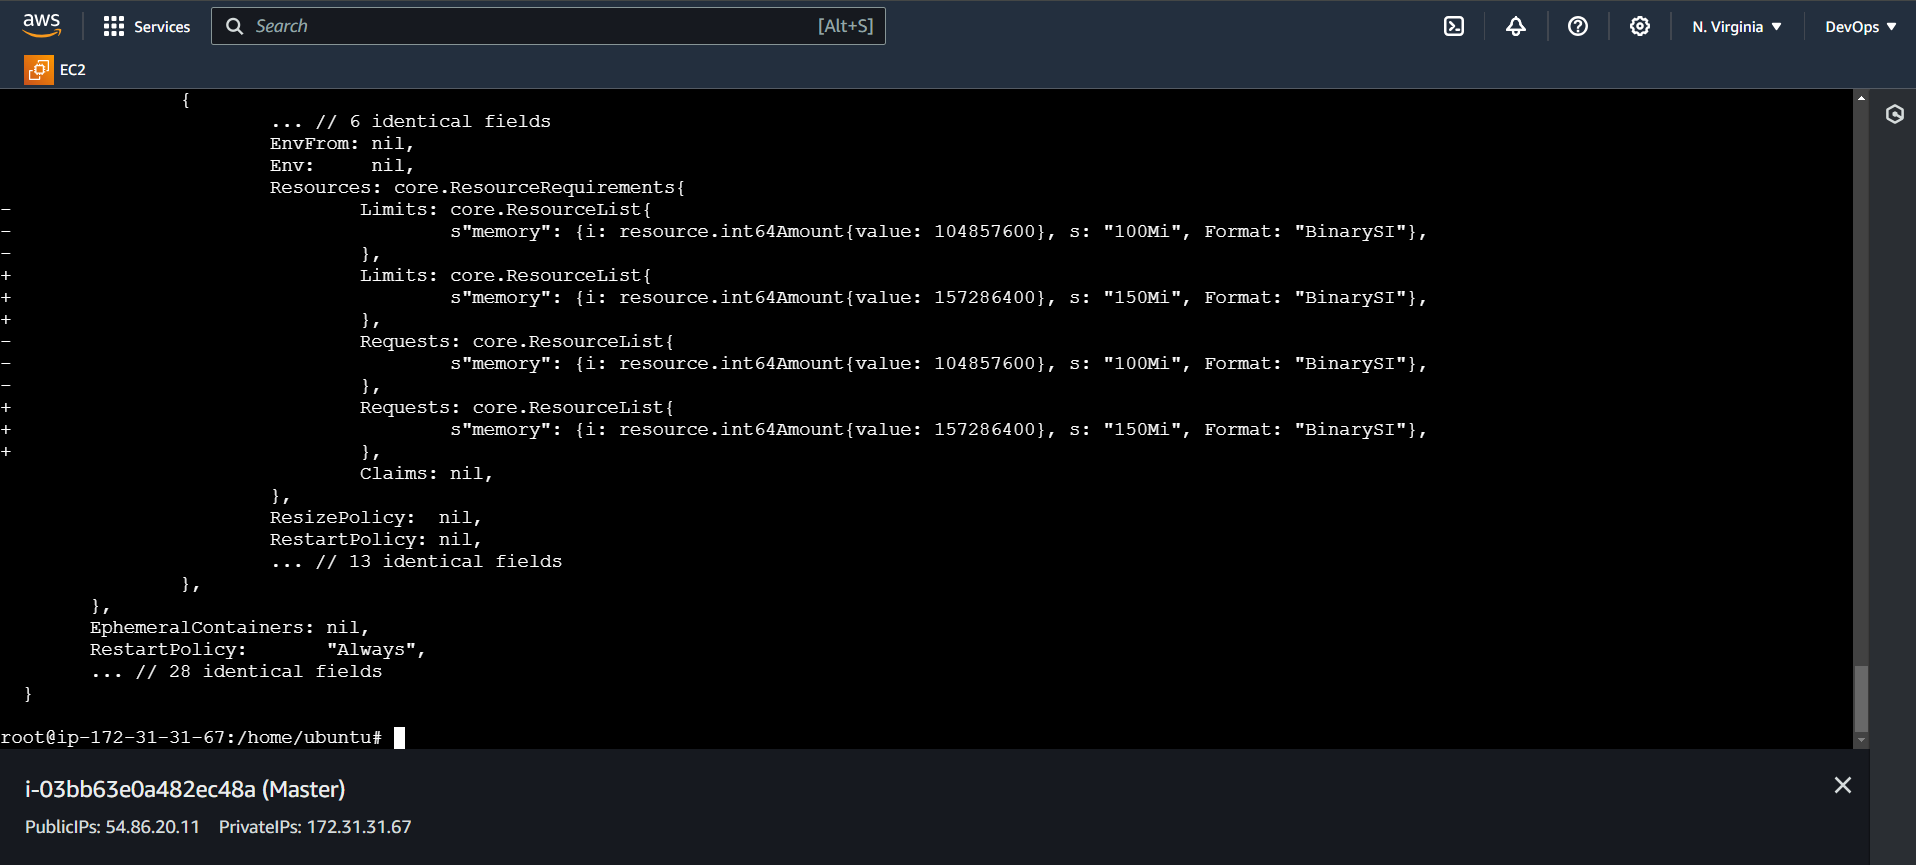 aws
Services
Search
[Alt+S]
N. Virginia
DevOps
EC2
{
... // 6 identical fields
EnvFrom: nil,
Env:     nil,
Resources: core.ResourceRequirements{
-                               Limits: core.ResourceList{
-                                       s"memory": {i: resource.int64Amount{value: 104857600}, s: "100Mi", Format: "BinarySI"},
-                               },
+                               Limits: core.ResourceList{
+                                       s"memory": {i: resource.int64Amount{value: 157286400}, s: "150Mi", Format: "BinarySI"},
+                               },
-                               Requests: core.ResourceList{
-                                       s"memory": {i: resource.int64Amount{value: 104857600}, s: "100Mi", Format: "BinarySI"},
-                               },
+                               Requests: core.ResourceList{
+                                       s"memory": {i: resource.int64Amount{value: 157286400}, s: "150Mi", Format: "BinarySI"},
+                               },
Claims: nil,
},
ResizePolicy:  nil,
RestartPolicy: nil,
... // 13 identical fields
},
},
EphemeralContainers: nil,
RestartPolicy:       "Always",
... // 28 identical fields
}
root@ip-172-31-31-67:/home/ubuntu#
i-03bb63e0a482ec48a (Master)
PublicIPs: 54.86.20.11   PrivateIPs: 172.31.31.67